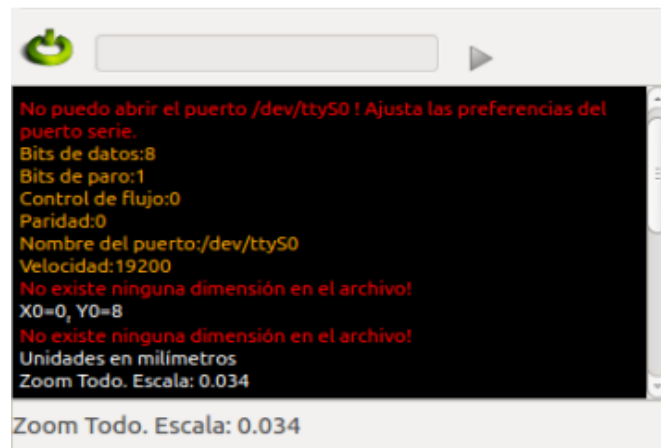 No puedo abrir el puerto /dev/ttyS0 ! Ajusta las preferencias del
puerto serie.
Bits de datos:8
Bits de paro:1
Control de flujo:0
Paridad:0
Nombre del puerto:/dev/ttyS0
Velocidad:19200
No existe ninguna dimensión en el archivo!
X0=0, Y0=8
No existe ninguna dimensión en el archivo!
Unidades en milímetros
Zoom Todo. Escala: 0.034
Zoom Todo. Escala: 0.034